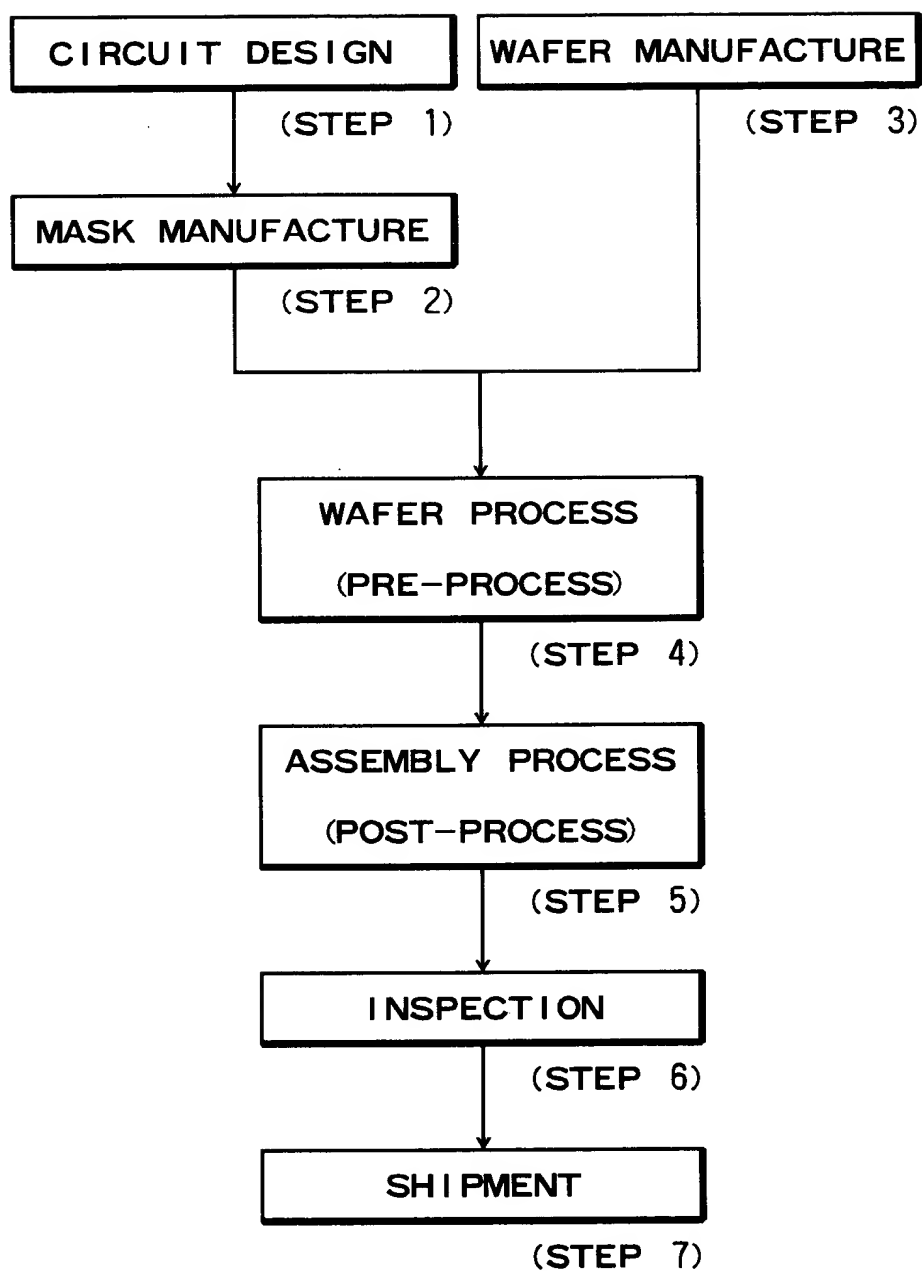 CIRCUIT DESIGN
(STEP 1)
WAFER MANUFACTURE
(STEP 3)
MASK MANUFACTURE
(STEP 2)
WAFER PROCESS
(PRE-PROCESS)
(STEP 4)
ASSEMBLY PROCESS
(POST-PROCESS)
(STEP 5)
INSPECTION
(STEP 6)
SHIPMENT
(STEP 7)